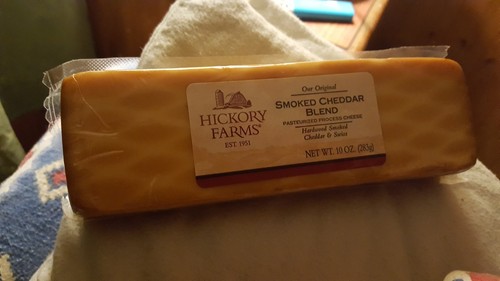 HICKORY
FARMS®
EST. 1951
Our Original
SMOKED CHEDDAR
BLEND
PASTEURIZED PROCESS CHEESE
Hardwood Smoked
Cheddar & Swiss
NET WT. 10 OZ. (283g)